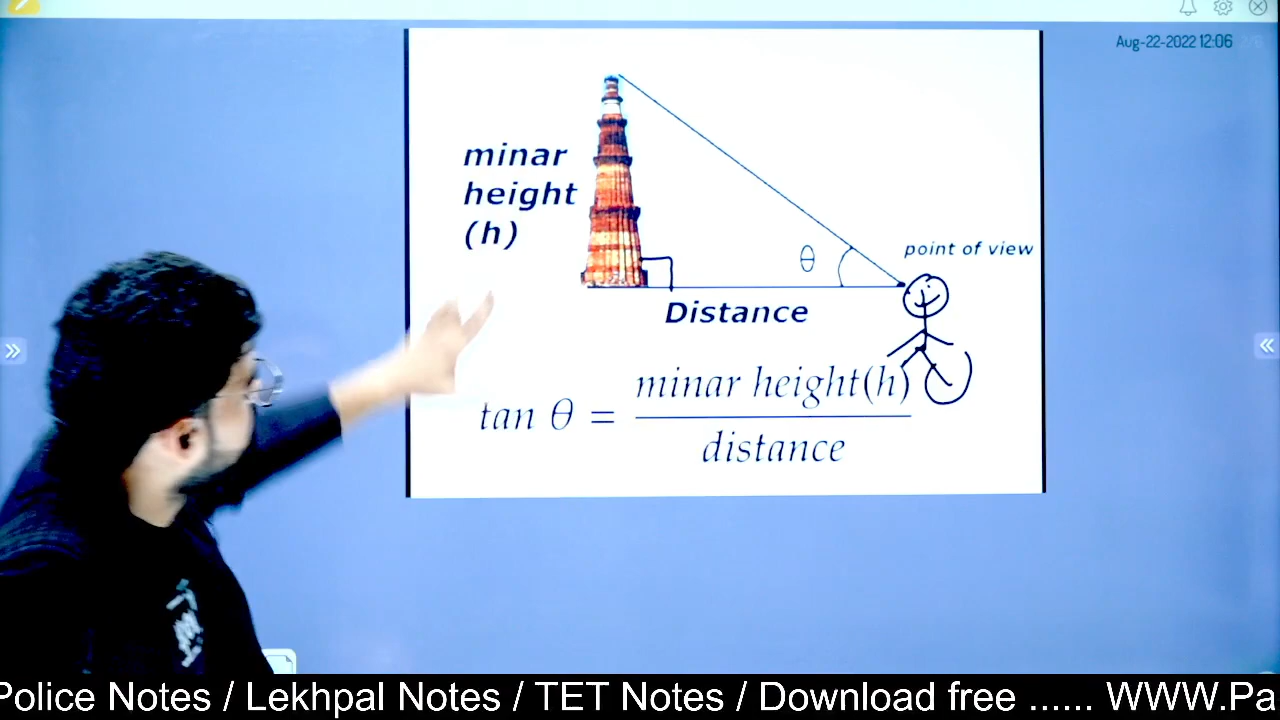 Aug-22-2022 12:06
minar
height
(h)
θ
point of view
Distance
tan θ = minar height(h)
distance
Police Notes / Lekhpal Notes / TET Notes / Download free ...... WWW.Pa